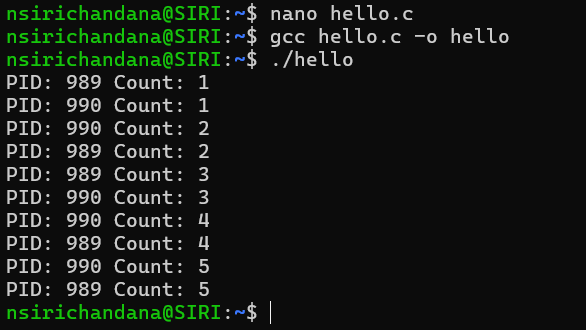 nsirichandana@SIRI:~$ nano hello.c
nsirichandana@SIRI:~$ gcc hello.c -o hello
nsirichandana@SIRI:~$ ./hello
PID: 989 Count: 1
PID: 990 Count: 1
PID: 990 Count: 2
PID: 989 Count: 2
PID: 989 Count: 3
PID: 990 Count: 3
PID: 990 Count: 4
PID: 989 Count: 4
PID: 990 Count: 5
PID: 989 Count: 5
nsirichandana@SIRI:~$